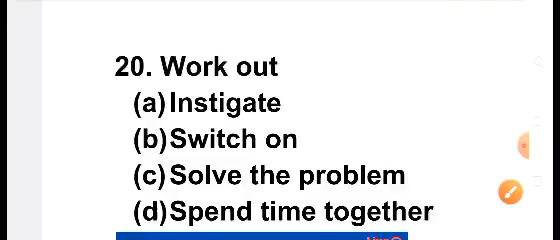 20. Work out
(a) Instigate
(b) Switch on
(c) Solve the problem
(d) Spend time together